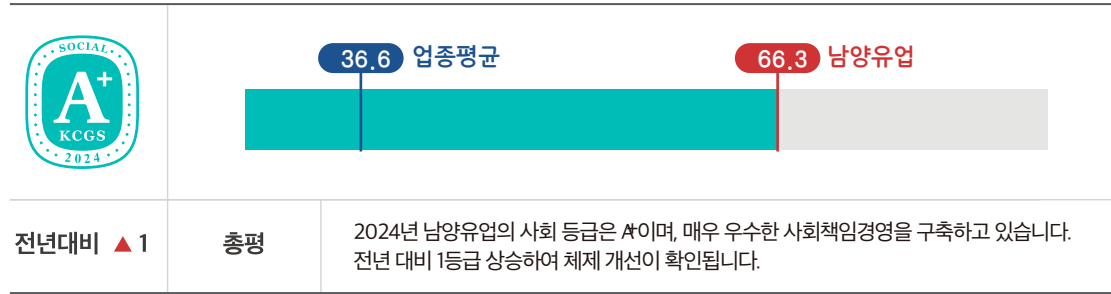 SOCIAL
A+
KCGS
2024
36.6 업종평균
66.3 남양유업
전년대비 ▲ 1
총평
2024년 남양유업의 사회 등급은 A+이며, 매우 우수한 사회책임경영을 구축하고 있습니다.
전년 대비 1등급 상승하여 체제 개선이 확인됩니다.